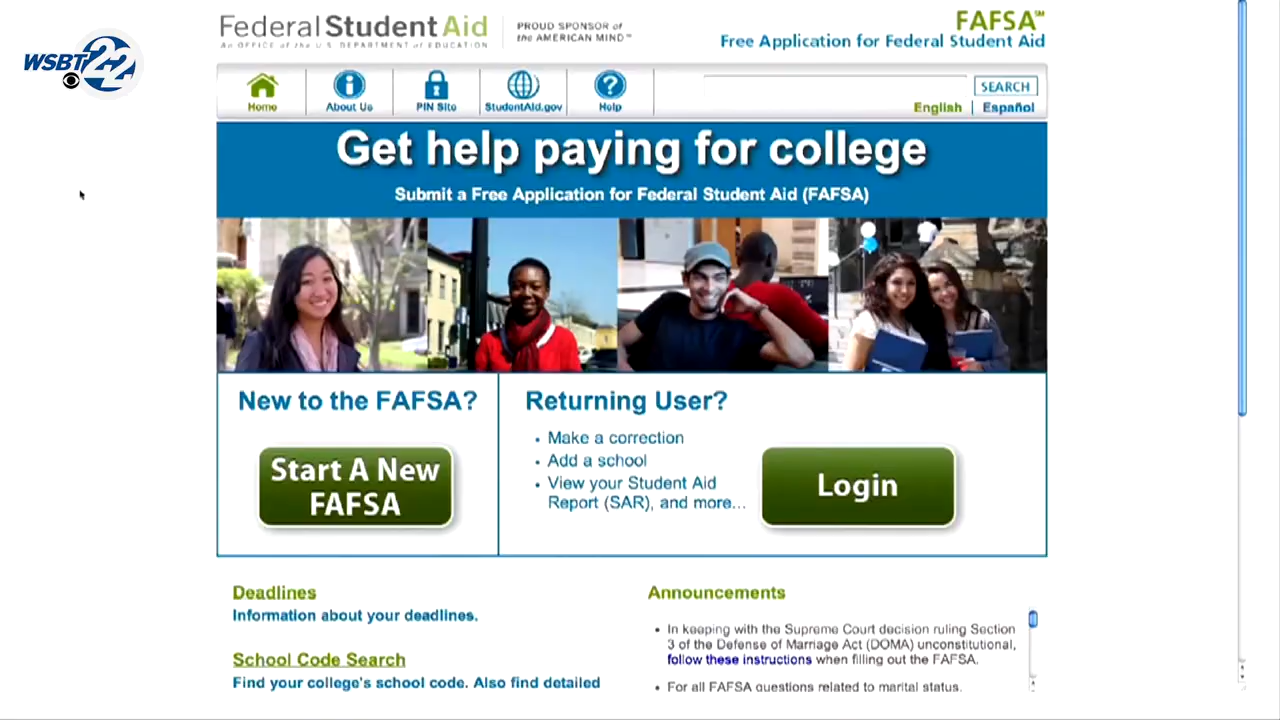 WSBT 22
Federal Student Aid
An OFFICE of the U.S. DEPARTMENT of EDUCATION
PROUD SPONSOR of
the AMERICAN MIND™
FAFSA℠
Free Application for Federal Student Aid
Home
About Us
PIN Site
StudentAid.gov
Help
SEARCH
English | Español
Get help paying for college
Submit a Free Application for Federal Student Aid (FAFSA)
New to the FAFSA?
Start A New
FAFSA
Returning User?
• Make a correction
• Add a school
• View your Student Aid
Report (SAR), and more...
Login
Deadlines
Information about your deadlines.
School Code Search
Find your college's school code. Also find detailed
Announcements
• In keeping with the Supreme Court decision ruling Section
3 of the Defense of Marriage Act (DOMA) unconstitutional,
follow these instructions when filling out the FAFSA.
• For all FAFSA questions related to marital status,